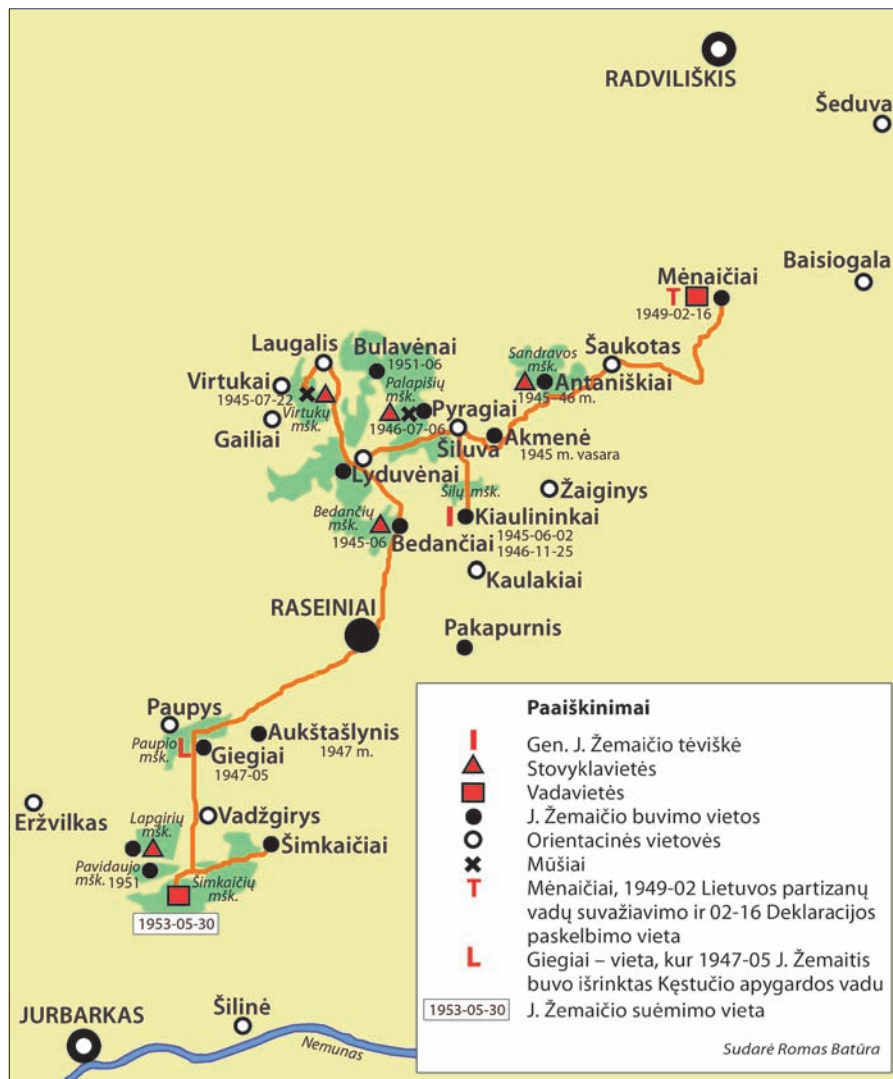 RADVILIŠKIS
Šeduva
Baisiogala
Mėnaičiai
T
1949-02-16
Šaukotas
Sandravos
mšk.
Antaniškiai
1945–46 m.
Laugalis
Bulavėnai
1951-06
Virtukai
1945-07-22
Virtukų
mšk.
Palapišių
mšk.
Pyragiai
1946-07-06
Gailiai
Šiluva
Akmenė
1945 m. vasara
Lyduvėnai
Šilų mšk.
Žaiginys
Bedančių
mšk.
1945-06
Bedančiai
I
Kiaulininkai
1945-06-02
1946-11-25
Kaulakiai
RASEINIAI
Pakapurnis
Paupys
Paupio
mšk.
L
Giegiai
1947-05
Aukštašlynis
1947 m.
Eržvilkas
Vadžgirys
Lapgirių
mšk.
Šimkaičiai
Pavidaujo
mšk.
1951
Šimkaičių
mšk.
1953-05-30
JURBARKAS
Šilinė
Nemunas
Paaiškinimai
I Gen. J. Žemaičio tėviškė
Stovyklavietės
Vadavietės
J. Žemaičio buvimo vietos
Orientacinės vietovės
Mūšiai
T Mėnaičiai, 1949-02 Lietuvos partizanų
vadų suvažiavimo ir 02-16 Deklaracijos
paskelbimo vieta
L Giegiai – vieta, kur 1947-05 J. Žemaitis
buvo išrinktas Kęstučio apygardos vadu
1953-05-30 J. Žemaičio suėmimo vieta
Sudarė Romas Batūra